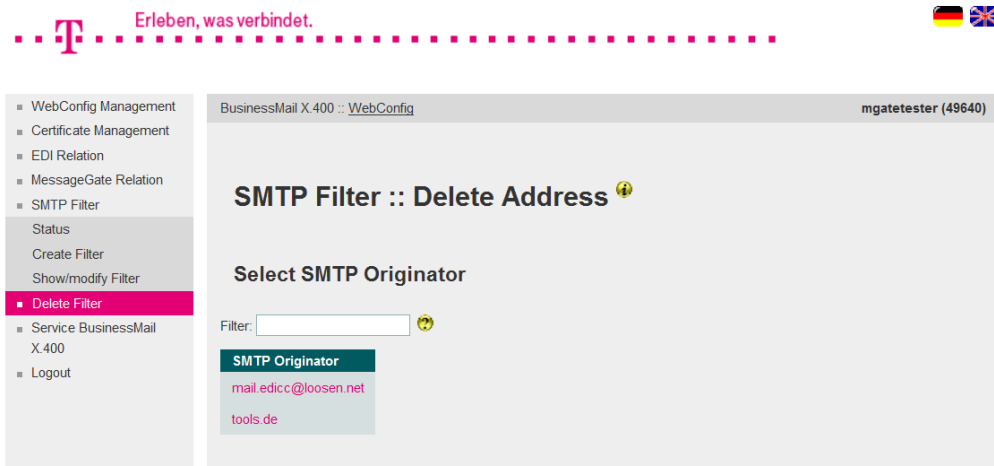 Erleben, was verbindet.
T
WebConfig Management
Certificate Management
EDI Relation
MessageGate Relation
SMTP Filter
Status
Create Filter
Show/modify Filter
Delete Filter
Service BusinessMail
X.400
Logout
BusinessMail X.400 :: WebConfig
mgatetester (49640)
SMTP Filter :: Delete Address
Select SMTP Originator
Filter:
SMTP Originator
mail.edicc@loosen.net
tools.de